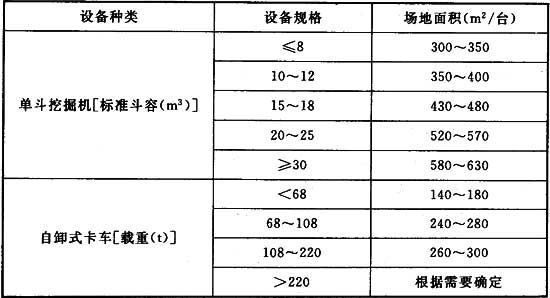 设备种类 设备规格 场地面积(m²/台)
单斗挖掘机[标准斗容(m³)] ≤8 300～350
10～12 350～400
15～18 430～480
20～25 520～570
≥30 580～630
自卸式卡车[载重(t)] <68 140～180
68～108 240～280
108～220 260～300
>220 根据需要确定